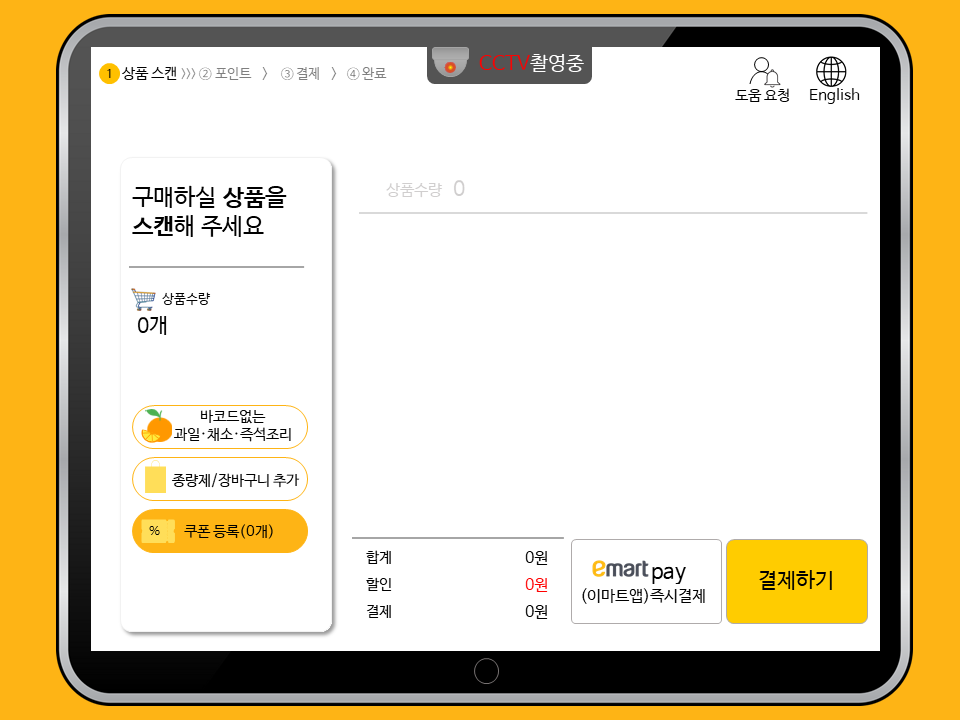 1 상품 스캔 >>> ② 포인트 > ③ 결제 > ④ 완료
CCTV촬영중
도움 요청
English
구매하실 상품을
스캔해 주세요
상품수량
0개
바코드없는
과일·채소·즉석조리
종량제/장바구니 추가
% 쿠폰 등록(0개)
상품수량 0
합계 0원
할인 0원
결제 0원
emart pay
(이마트앱)즉시결제
결제하기